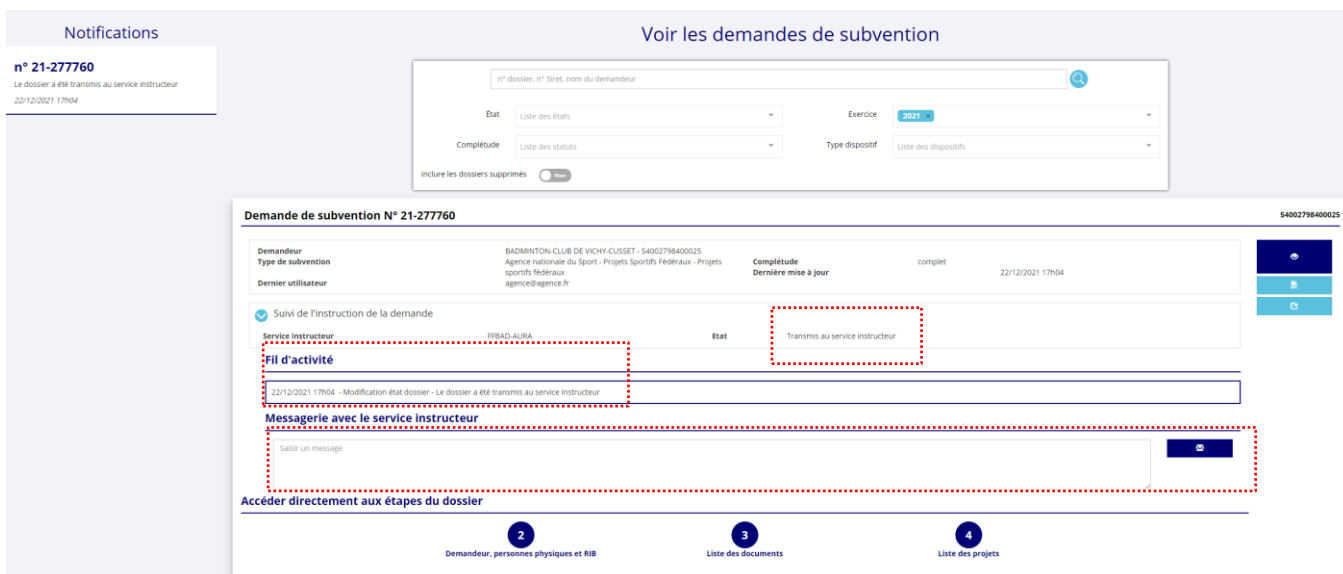 Notifications
Voir les demandes de subvention
n° 21-277760
Le dossier a été transmis au service instructeur
22/12/2021 17h04
n° dossier, n° Siret, nom du demandeur
État
Liste des états
Exercice
2021 ×
Complétude
Liste des statuts
Type dispositif
Liste des dispositifs
Inclure les dossiers supprimés
Non
Demande de subvention N° 21-277760
54002798400025
Demandeur
BADMINTON-CLUB DE VICHY-CUSSET - 54002798400025
Type de subvention
Agence nationale du Sport - Projets Sportifs Fédéraux - Projets
sportifs fédéraux
Complétude
complet
Dernière mise à jour
22/12/2021 17h04
Dernier utilisateur
agence@agence.fr
Suivi de l'instruction de la demande
Service instructeur
FFBAD-AURA
Etat
Transmis au service instructeur
Fil d'activité
22/12/2021 17h04 - Modification état dossier - Le dossier a été transmis au service instructeur
Messagerie avec le service instructeur
Saisir un message
Accéder directement aux étapes du dossier
2
3
4
Demandeur, personnes physiques et RIB
Liste des documents
Liste des projets